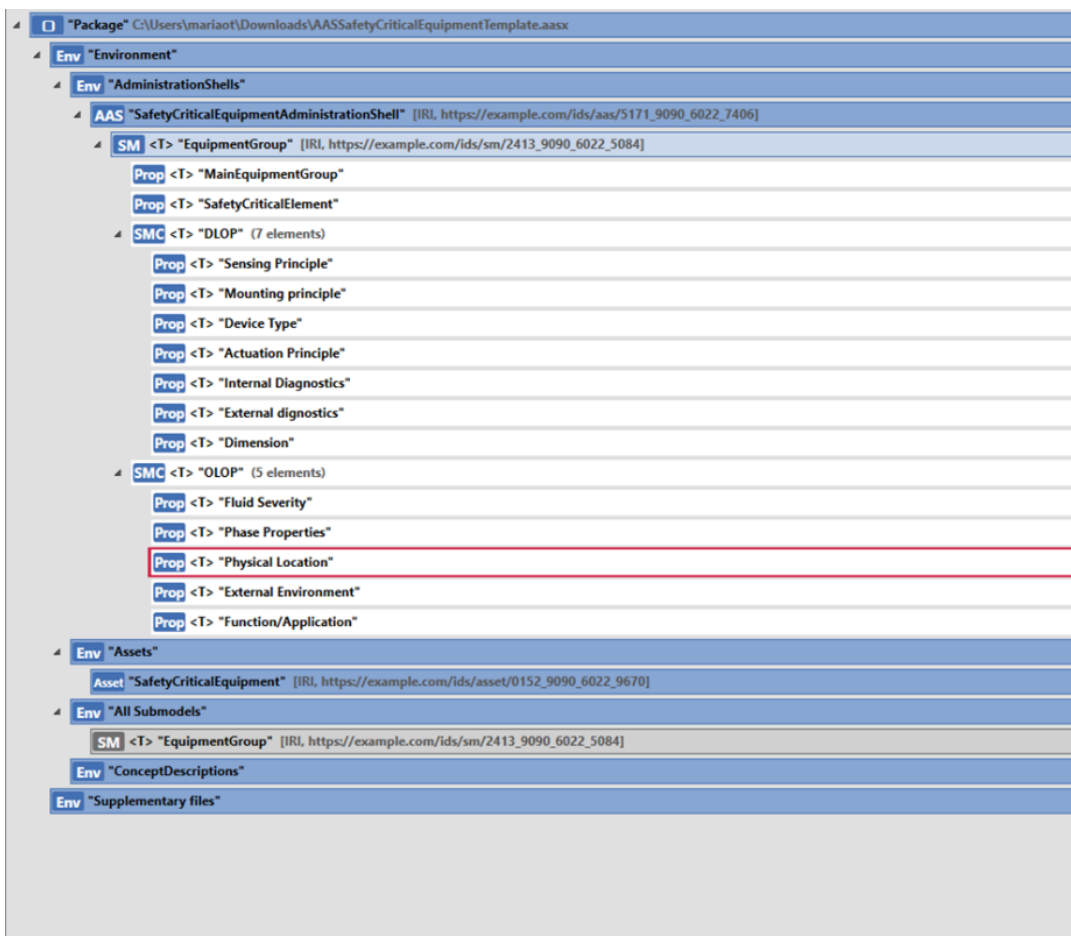 "Package" C:\Users\mariaot\Downloads\AASSafetyCriticalEquipmentTemplate.aasx
Env "Environment"
Env "AdministrationShells"
AAS "SafetyCriticalEquipmentAdministrationShell" [IRI, https://example.com/ids/aas/5171_9090_6022_7406]
SM <T> "EquipmentGroup" [IRI, https://example.com/ids/sm/2413_9090_6022_5084]
Prop <T> "MainEquipmentGroup"
Prop <T> "SafetyCriticalElement"
SMC <T> "DLOP" (7 elements)
Prop <T> "Sensing Principle"
Prop <T> "Mounting principle"
Prop <T> "Device Type"
Prop <T> "Actuation Principle"
Prop <T> "Internal Diagnostics"
Prop <T> "External dignostics"
Prop <T> "Dimension"
SMC <T> "OLOP" (5 elements)
Prop <T> "Fluid Severity"
Prop <T> "Phase Properties"
Prop <T> "Physical Location"
Prop <T> "External Environment"
Prop <T> "Function/Application"
Env "Assets"
Asset "SafetyCriticalEquipment" [IRI, https://example.com/ids/asset/0152_9090_6022_9670]
Env "All Submodels"
SM <T> "EquipmentGroup" [IRI, https://example.com/ids/sm/2413_9090_6022_5084]
Env "ConceptDescriptions"
Env "Supplementary files"